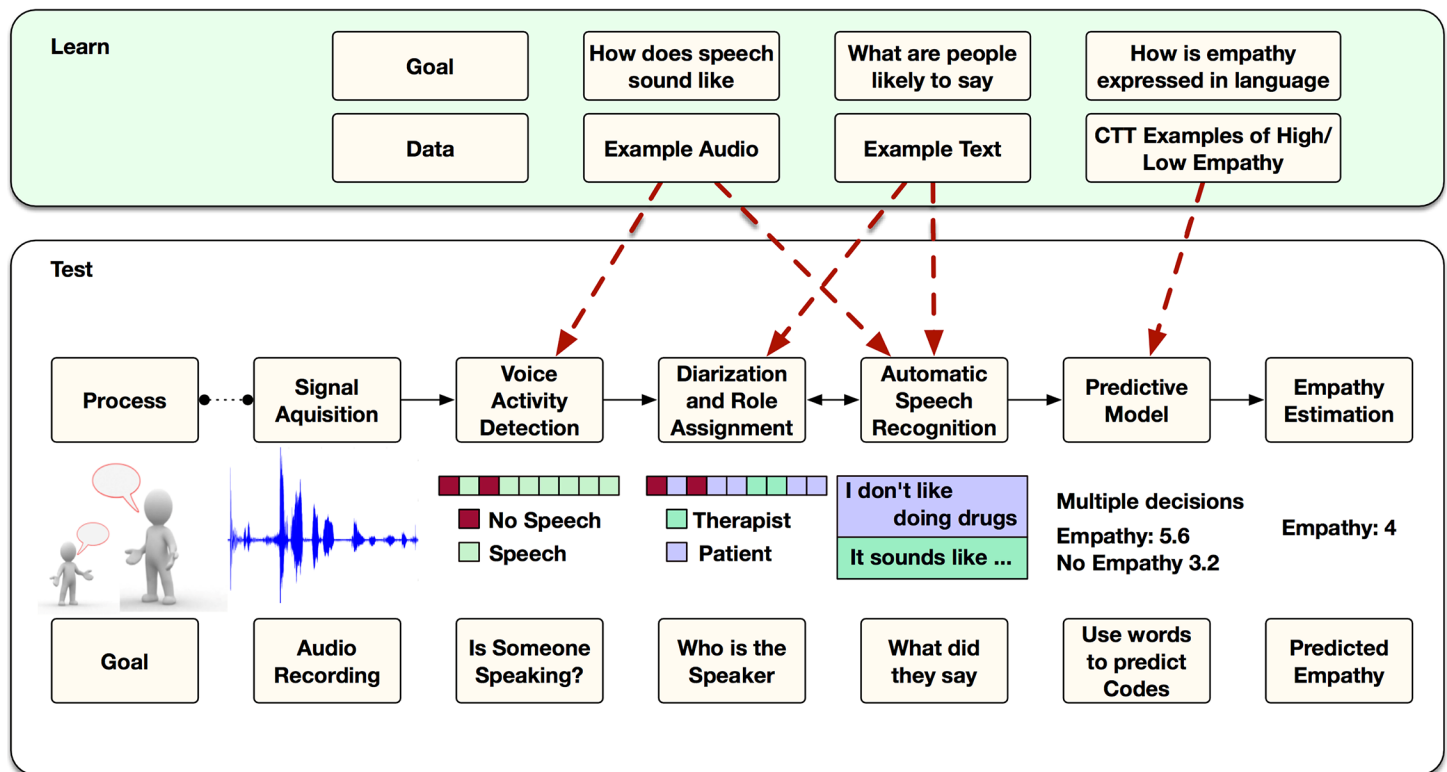 Learn
Goal
How does speech
sound like
What are people
likely to say
How is empathy
expressed in language
Data
Example Audio
Example Text
CTT Examples of High/
Low Empathy
Test
Process
Signal
Aquisition
Voice
Activity
Detection
Diarization
and Role
Assignment
Automatic
Speech
Recognition
Predictive
Model
Empathy
Estimation
No Speech
Speech
Therapist
Patient
I don't like
doing drugs
It sounds like ...
Multiple decisions
Empathy: 5.6
No Empathy 3.2
Empathy: 4
Goal
Audio
Recording
Is Someone
Speaking?
Who is the
Speaker
What did
they say
Use words
to predict
Codes
Predicted
Empathy